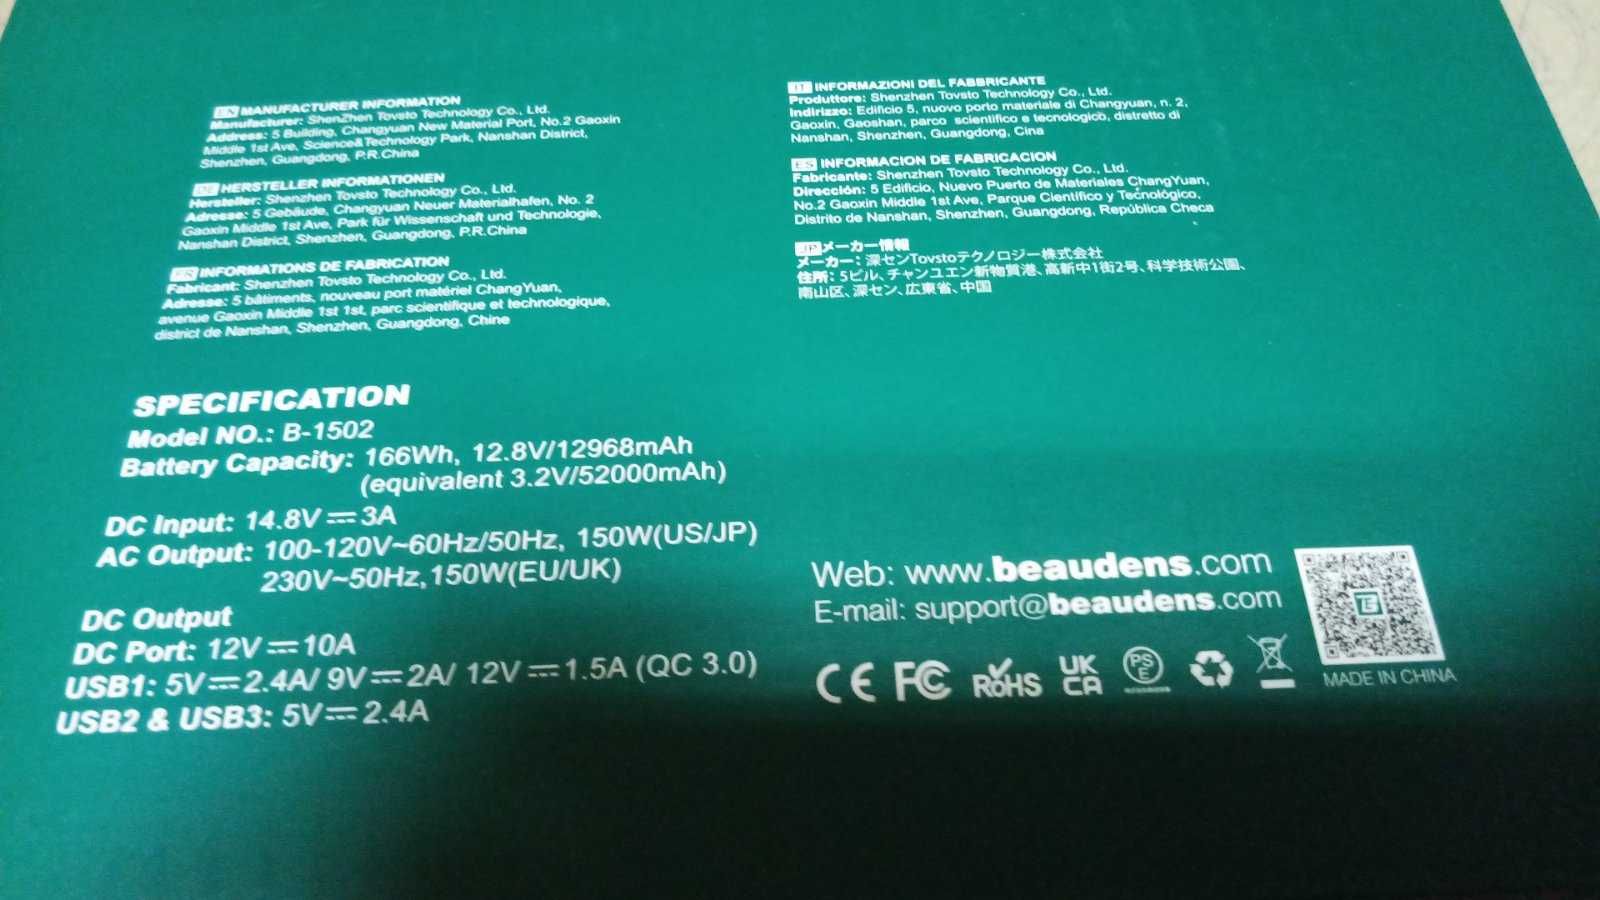 EN MANUFACTURER INFORMATION
Manufacturer: ShenZhen Tovsto Technology Co., Ltd.
Address: 5 Building, Changyuan New Material Port, No.2 Gaoxin
Middle 1st Ave, Science&Technology Park, Nanshan District,
Shenzhen, Guangdong, P.R.China
DE HERSTELLER INFORMATIONEN
Hersteller: Shenzhen Tovsto Technology Co., Ltd.
Adresse: 5 Gebäude, Changyuan Neuer Materialhafen, No. 2
Gaoxin Middle 1st Ave, Park für Wissenschaft und Technologie,
Nanshan District, Shenzhen, Guangdong, P.R.China
FR INFORMATIONS DE FABRICATION
Fabricant: Shenzhen Tovsto Technology Co., Ltd.
Adresse: 5 bâtiments, nouveau port matériel ChangYuan,
avenue Gaoxin Middle 1st 1st, parc scientifique et technologique,
district de Nanshan, Shenzhen, Guangdong, Chine
IT INFORMAZIONI DEL FABBRICANTE
Produttore: Shenzhen Tovsto Technology Co., Ltd.
Indirizzo: Edificio 5, nuovo porto materiale di Changyuan, n. 2,
Gaoxin, Gaoshan, parco scientifico e tecnologico, distretto di
Nanshan, Shenzhen, Guangdong, Cina
ES INFORMACION DE FABRICACION
Fabricante: Shenzhen Tovsto Technology Co., Ltd.
Dirección: 5 Edificio, Nuevo Puerto de Materiales ChangYuan,
No.2 Gaoxin Middle 1st Ave, Parque Científico y Tecnológico,
Distrito de Nanshan, Shenzhen, Guangdong, República Checa
JP メーカー情報
メーカー：深センTovstoテクノロジー株式会社
住所：5ビル、チャンユエン新物質港、高新中1街2号、科学技術公園、
南山区、深セン、広東省、中国
SPECIFICATION
Model NO.: B-1502
Battery Capacity: 166Wh, 12.8V/12968mAh
(equivalent 3.2V/52000mAh)
DC Input: 14.8V⎓3A
AC Output: 100-120V~60Hz/50Hz, 150W(US/JP)
230V~50Hz,150W(EU/UK)
DC Output
DC Port: 12V⎓10A
USB1: 5V⎓2.4A/ 9V⎓2A/ 12V⎓1.5A (QC 3.0)
USB2 & USB3: 5V⎓2.4A
Web: www.beaudens.com
E-mail: support@beaudens.com
CE FC RoHS UK CA PS E
MADE IN CHINA